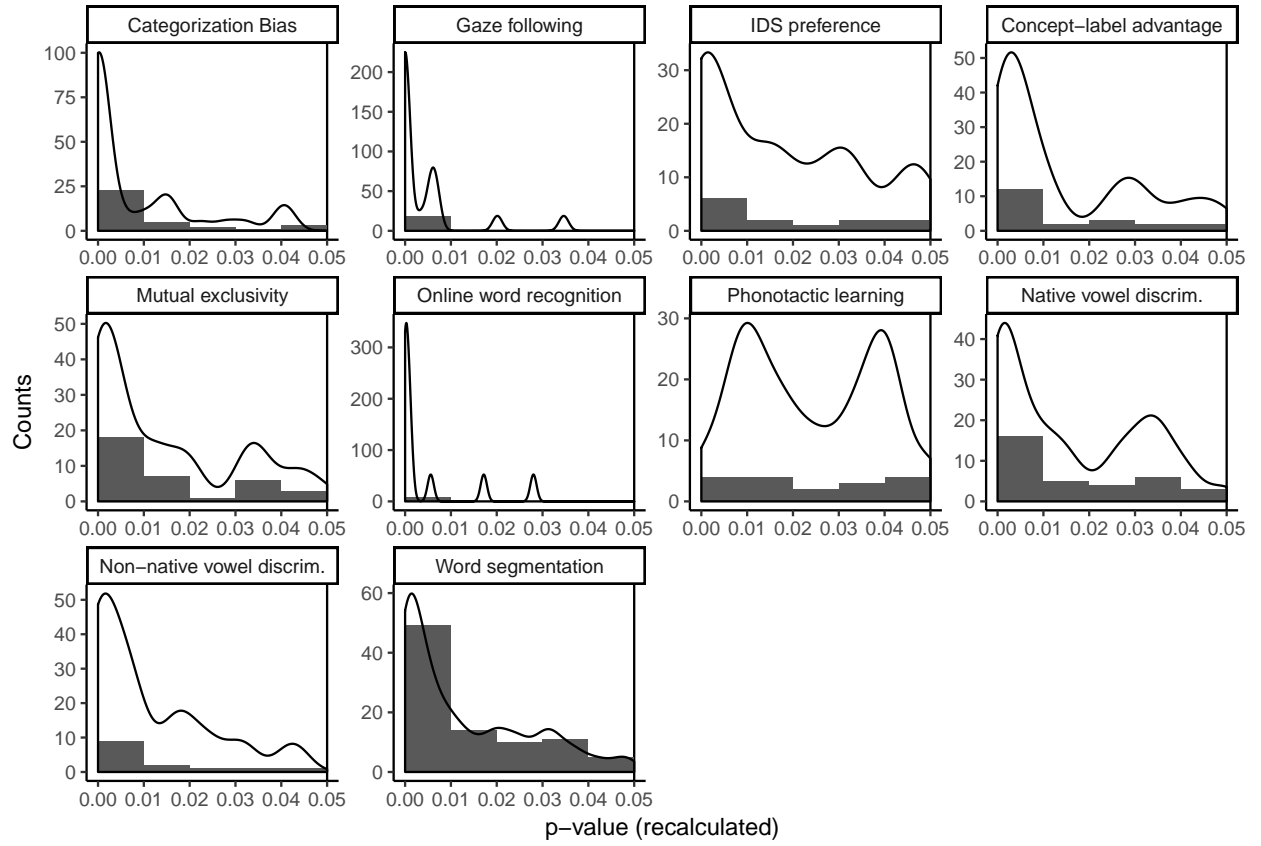 Categorization Bias
Gaze following
IDS preference
Concept−label advantage
100
75
50
25
0
200
150
100
50
0
30
20
10
0
50
40
30
20
10
0
0.00 0.01 0.02 0.03 0.04 0.05
0.00 0.01 0.02 0.03 0.04 0.05
0.00 0.01 0.02 0.03 0.04 0.05
0.00 0.01 0.02 0.03 0.04 0.05
Mutual exclusivity
Online word recognition
Phonotactic learning
Native vowel discrim.
50
40
30
20
10
0
300
200
100
0
30
20
10
0
40
30
20
10
0
0.00 0.01 0.02 0.03 0.04 0.05
0.00 0.01 0.02 0.03 0.04 0.05
0.00 0.01 0.02 0.03 0.04 0.05
0.00 0.01 0.02 0.03 0.04 0.05
Counts
Non−native vowel discrim.
Word segmentation
50
40
30
20
10
0
60
40
20
0
0.00 0.01 0.02 0.03 0.04 0.05
0.00 0.01 0.02 0.03 0.04 0.05
p−value (recalculated)